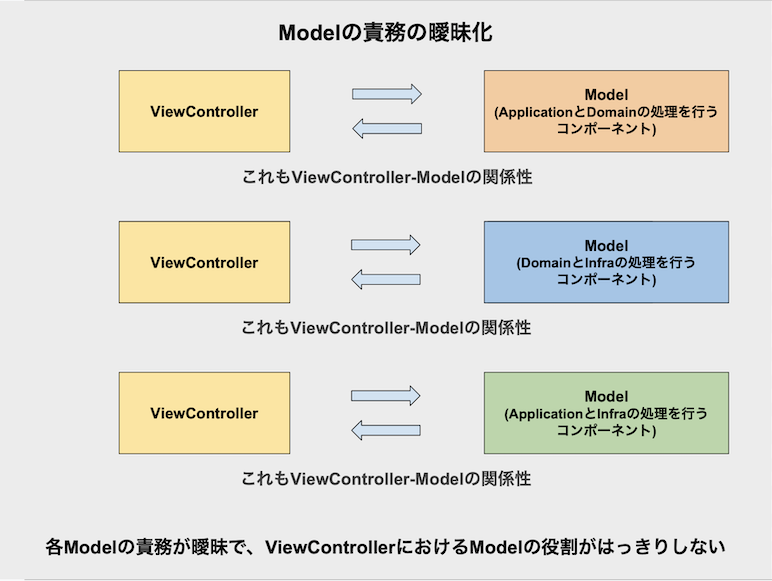 Modelの責務の曖昧化
ViewController
Model
(ApplicationとDomainの処理を行う
コンポーネント)
これもViewController-Modelの関係性
ViewController
Model
(DomainとInfraの処理を行う
コンポーネント)
これもViewController-Modelの関係性
ViewController
Model
(ApplicationとInfraの処理を行う
コンポーネント)
これもViewController-Modelの関係性
各Modelの責務が曖昧で、ViewControllerにおけるModelの役割がはっきりしない